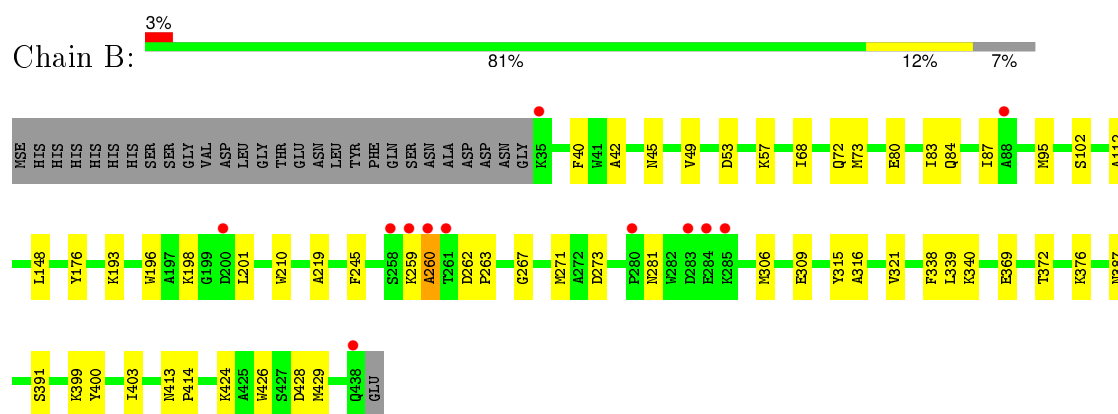 3%
Chain B:
81% 12% 7%
MSE HIS HIS HIS HIS HIS HIS SER SER GLY VAL ASP LEU GLY THR GLU ASN LEU TYR PHE GLN SER ASN ALA ASP ASP ASN GLY K35 F40 W41 A42 N45 V49 D53 K57 I68 Q72 M73 E80 I83 Q84 I87 A88 M95 S102 A112
L148 Y176 K193 W196 A197 K198 G199 D200 L201 W210 A219 F245 S258 K259 A260 T261 D262 P263 G267 M271 A272 D273 P280 N281 W282 D283 E284 K285 M306 E309 Y315 A316 V321 F338 L339 K340 E369 T372 K376
S391 K399 Y400 I403 N413 P414 K424 A425 W426 S427 D428 M429 Q438 GLU